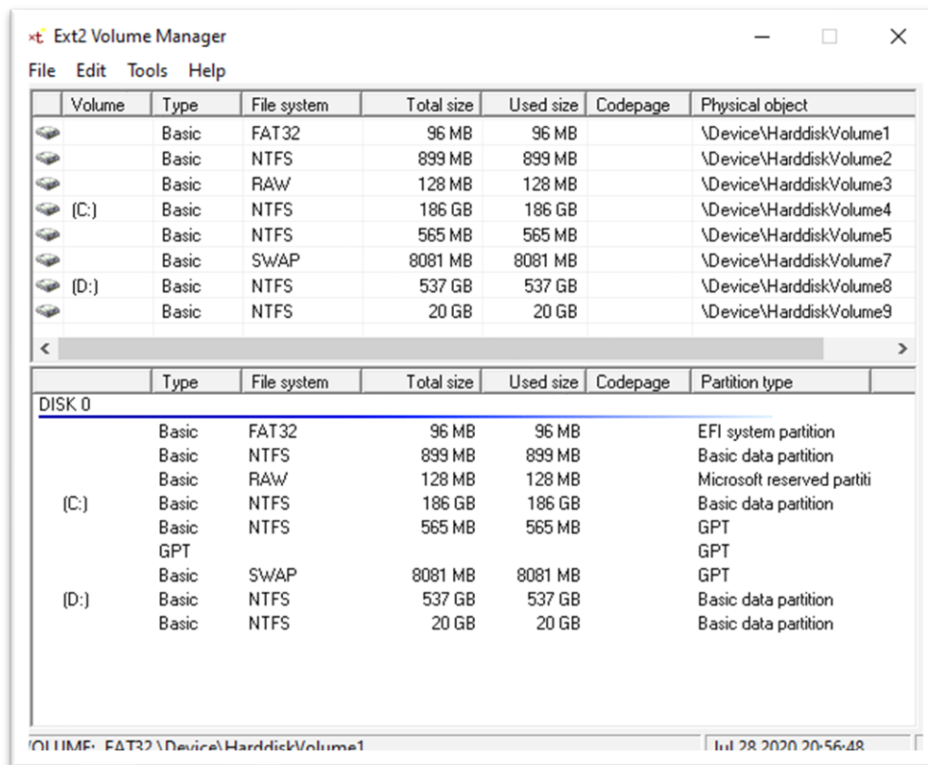 xt Ext2 Volume Manager
File Edit Tools Help
Volume Type File system Total size Used size Codepage Physical object
Basic FAT32 96 MB 96 MB \Device\HarddiskVolume1
Basic NTFS 899 MB 899 MB \Device\HarddiskVolume2
Basic RAW 128 MB 128 MB \Device\HarddiskVolume3
(C:) Basic NTFS 186 GB 186 GB \Device\HarddiskVolume4
Basic NTFS 565 MB 565 MB \Device\HarddiskVolume5
Basic SWAP 8081 MB 8081 MB \Device\HarddiskVolume7
(D:) Basic NTFS 537 GB 537 GB \Device\HarddiskVolume8
Basic NTFS 20 GB 20 GB \Device\HarddiskVolume9
Type File system Total size Used size Codepage Partition type
DISK 0
Basic FAT32 96 MB 96 MB EFI system partition
Basic NTFS 899 MB 899 MB Basic data partition
Basic RAW 128 MB 128 MB Microsoft reserved partiti
(C:) Basic NTFS 186 GB 186 GB Basic data partition
Basic NTFS 565 MB 565 MB GPT
GPT GPT
Basic SWAP 8081 MB 8081 MB GPT
(D:) Basic NTFS 537 GB 537 GB Basic data partition
Basic NTFS 20 GB 20 GB Basic data partition
VOLUME: FAT32 \Device\HarddiskVolume1 Jul 28 2020 20:56:48